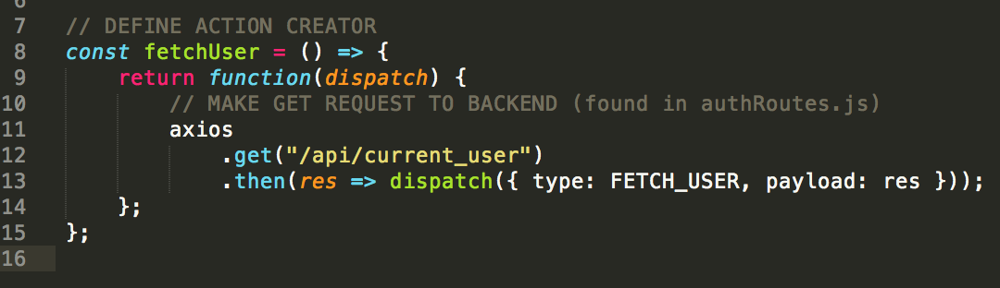 6
7 // DEFINE ACTION CREATOR
8 const fetchUser = () => {
9 return function(dispatch) {
10 // MAKE GET REQUEST TO BACKEND (found in authRoutes.js)
11 axios
12 .get("/api/current_user")
13 .then(res => dispatch({ type: FETCH_USER, payload: res }));
14 };
15 };
16